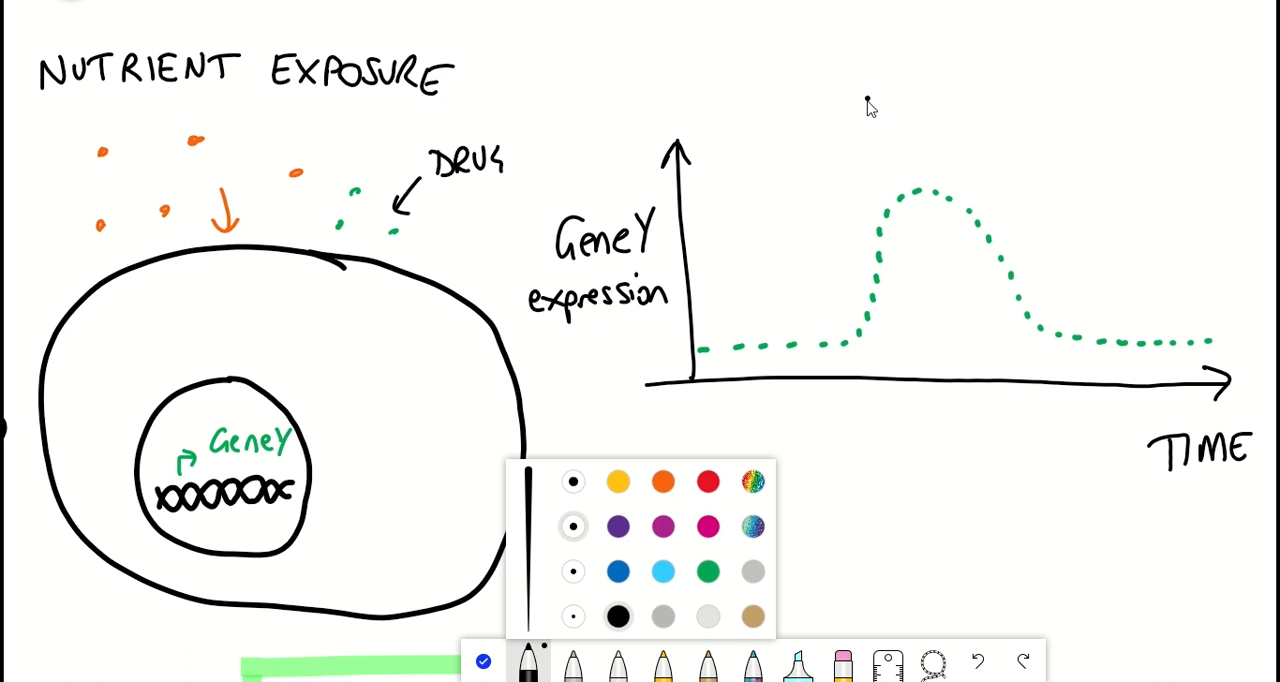 NUTRIENT EXPOSURE
DRUG
GeneY
expression
GeneY
TIME